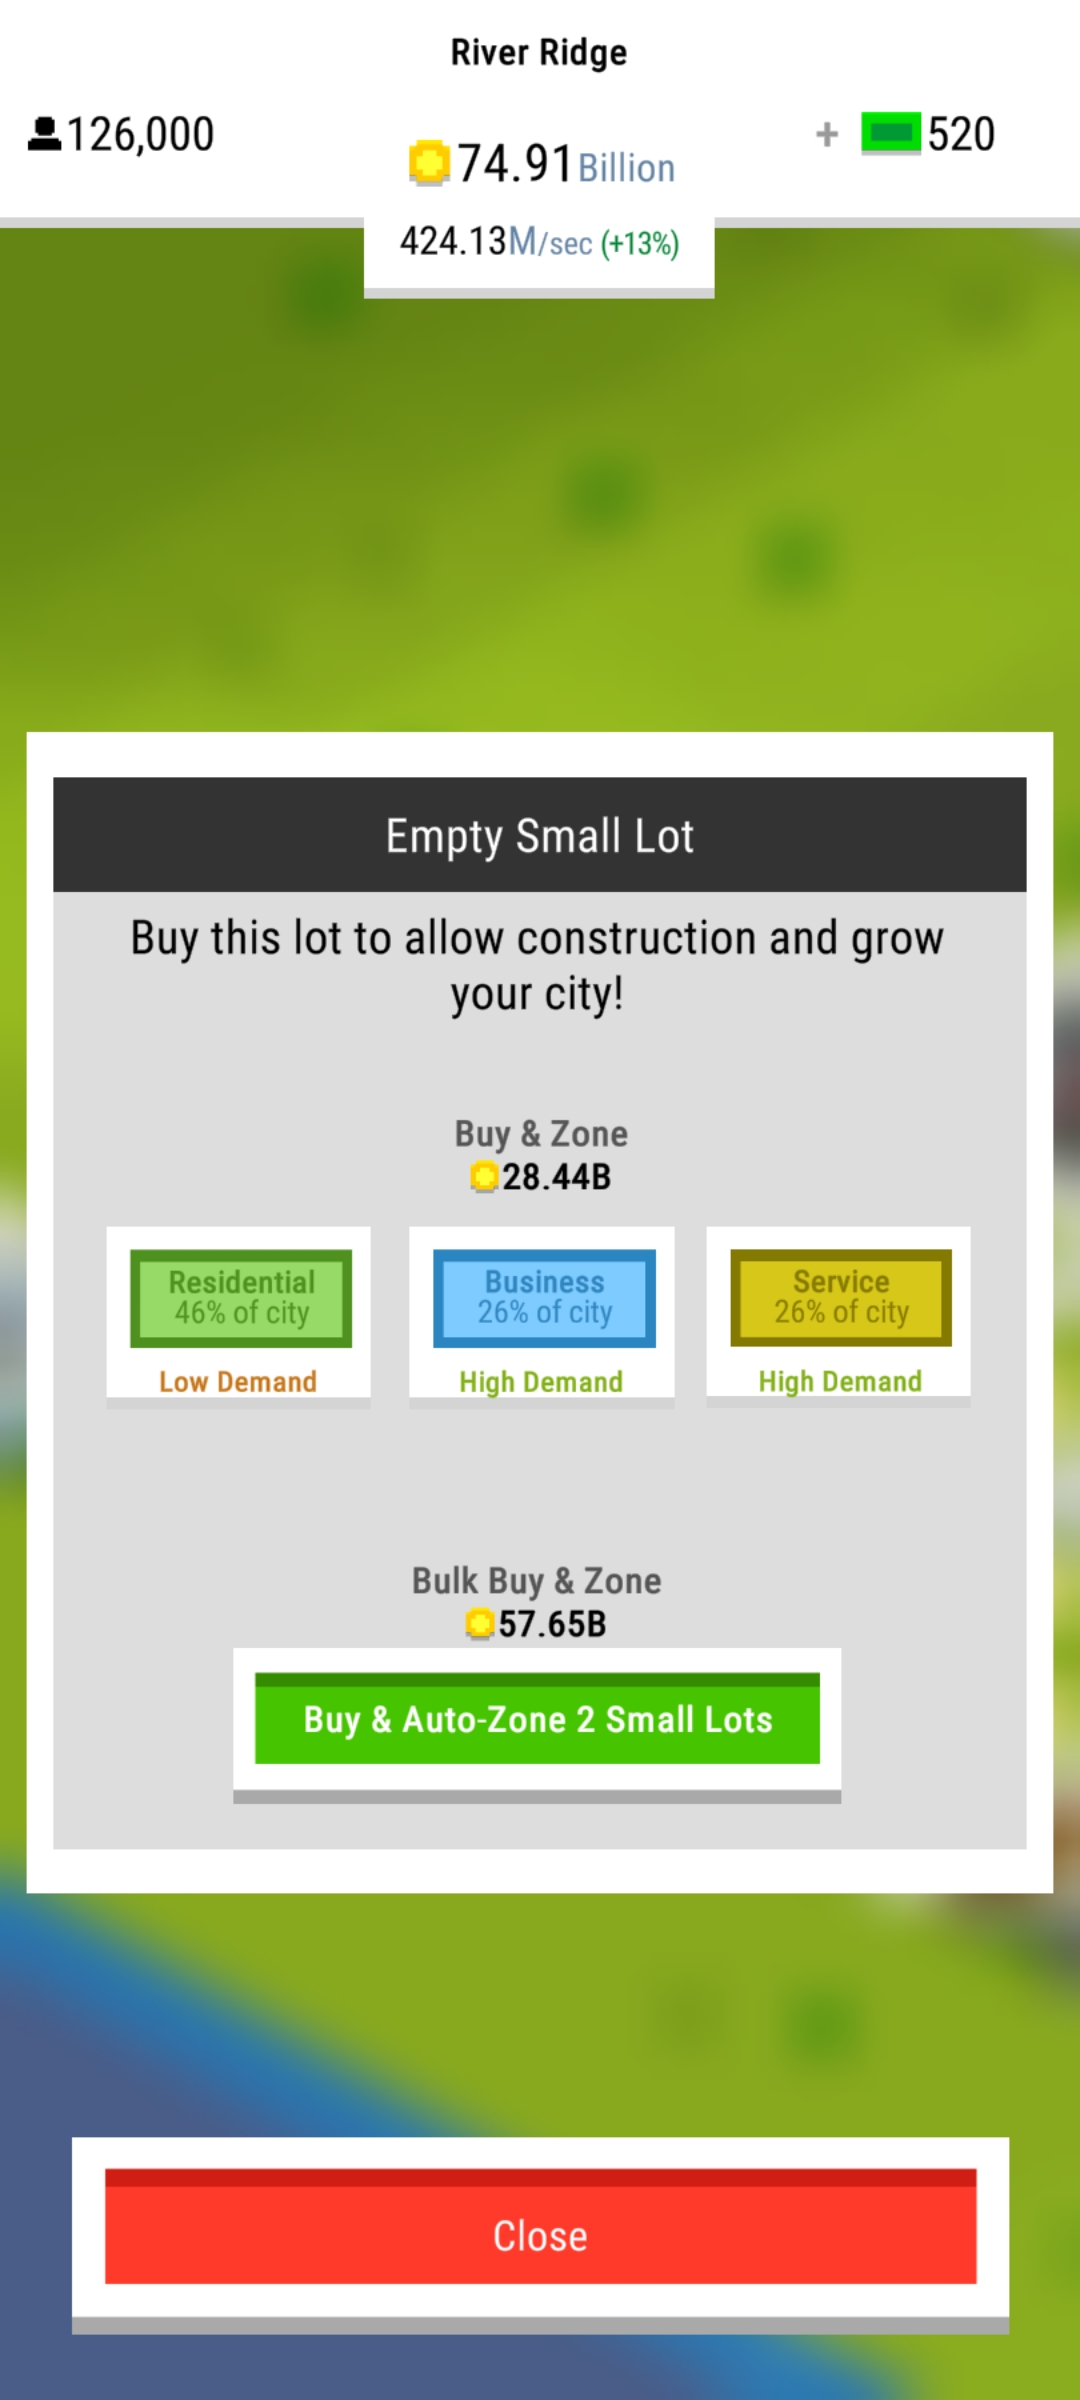 River Ridge
126,000
74.91 Billion
+ 520
424.13M/sec (+13%)
Empty Small Lot
Buy this lot to allow construction and grow
your city!
Buy & Zone
28.44B
Residential
46% of city
Low Demand
Business
26% of city
High Demand
Service
26% of city
High Demand
Bulk Buy & Zone
57.65B
Buy & Auto-Zone 2 Small Lots
Close